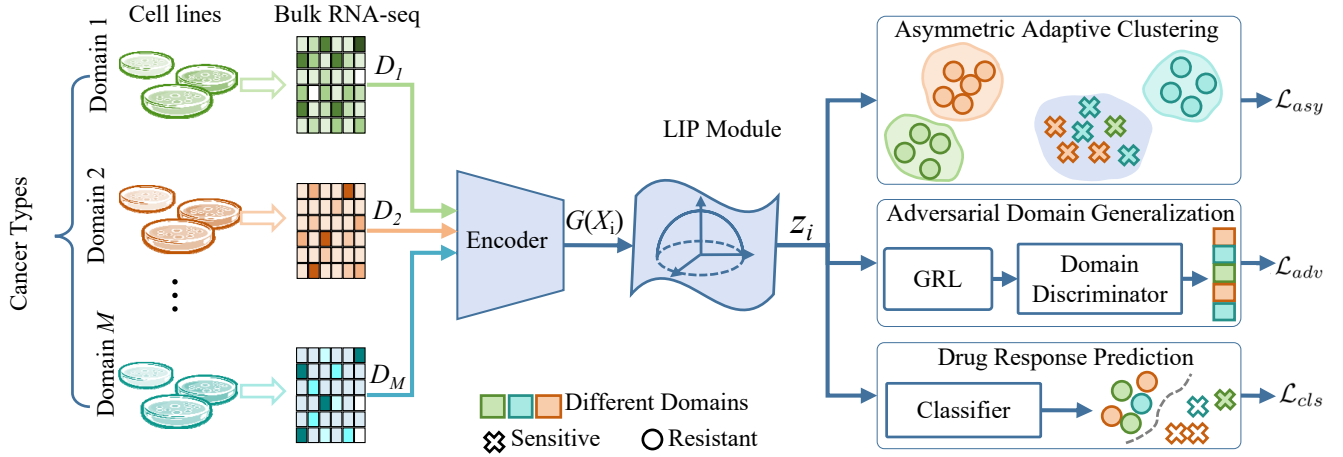 Cell lines
Bulk RNA-seq
Cancer Types
Domain 1
Domain 2
Domain M
D1
D2
DM
Encoder
G(Xi)
LIP Module
zi
Asymmetric Adaptive Clustering
ℒasy
Adversarial Domain Generalization
GRL
Domain
Discriminator
ℒadv
Drug Response Prediction
Classifier
ℒcls
Different Domains
Sensitive
Resistant